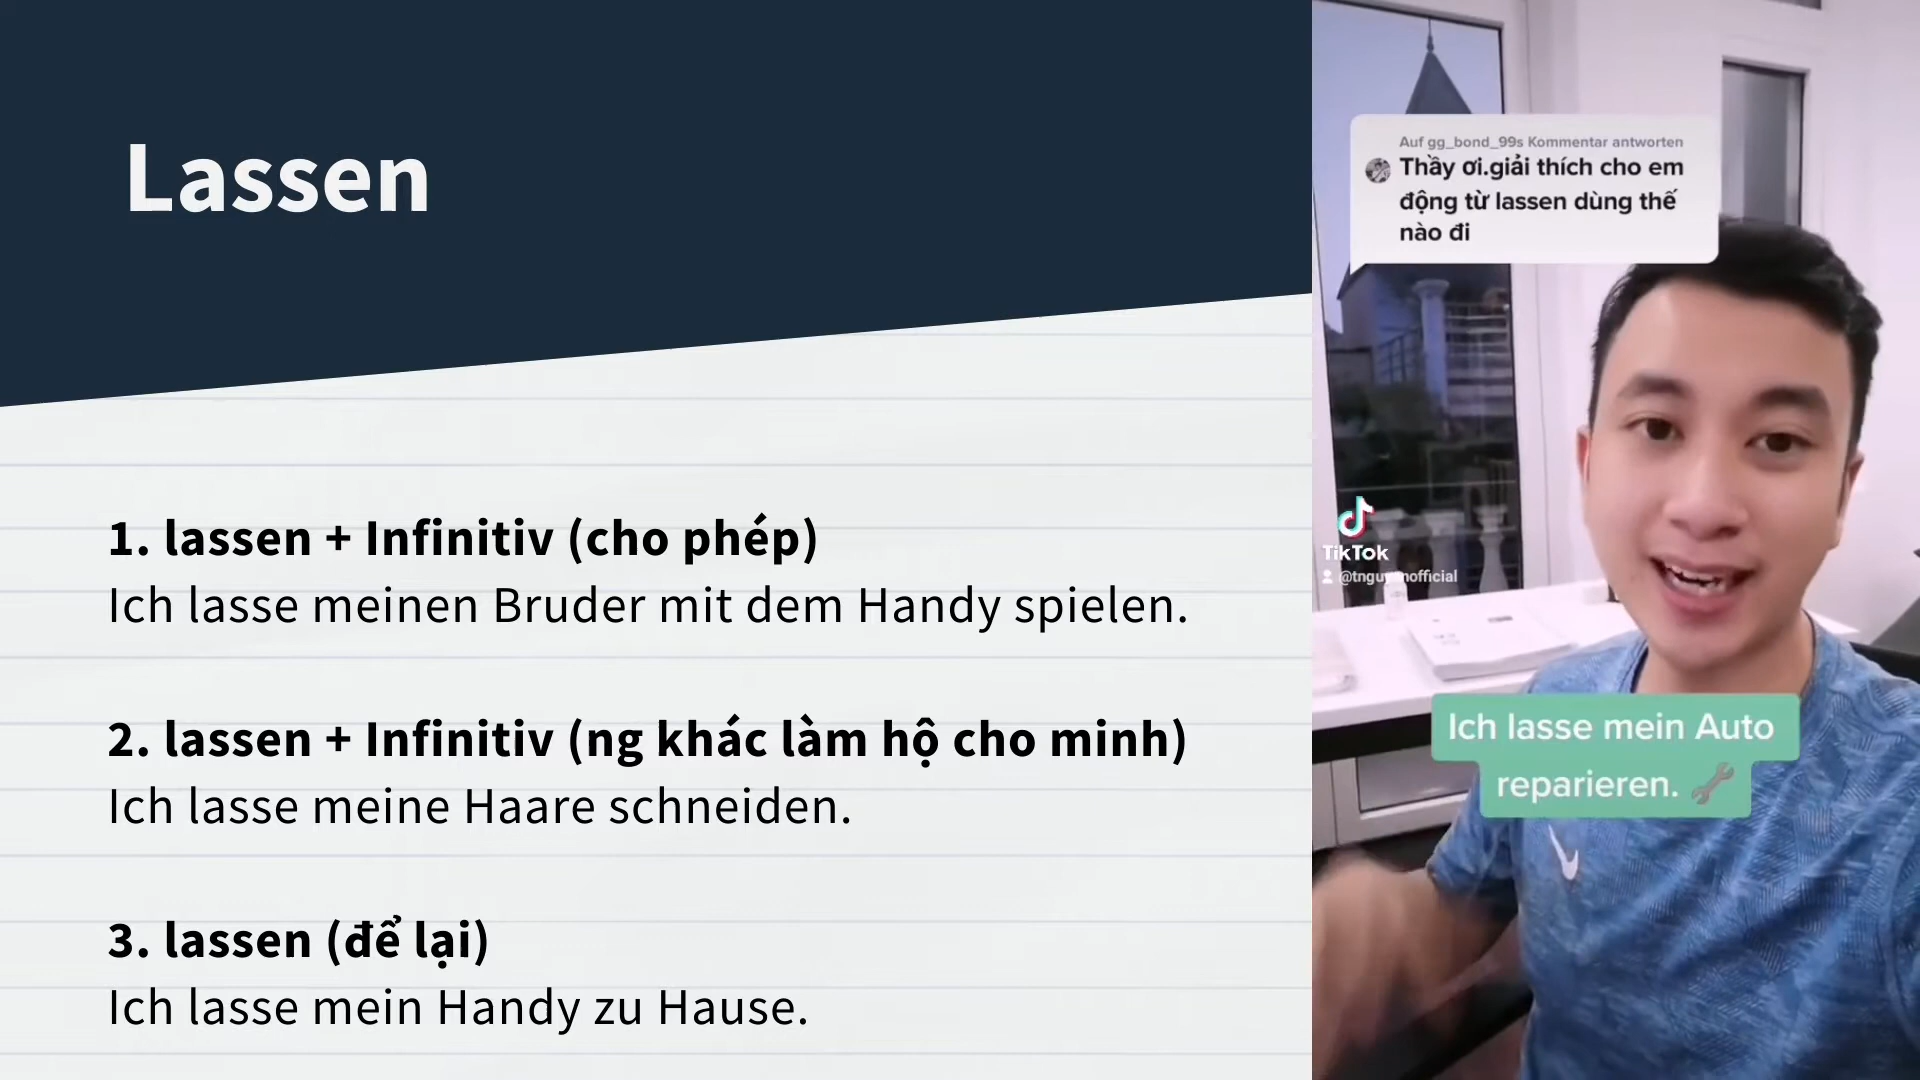 Lassen
1. lassen + Infinitiv (cho phép)
Ich lasse meinen Bruder mit dem Handy spielen.
2. lassen + Infinitiv (ng khác làm hộ cho minh)
Ich lasse meine Haare schneiden.
3. lassen (để lại)
Ich lasse mein Handy zu Hause.
Auf gg_bond_99s Kommentar antworten
Thầy ơi.giải thích cho em
động từ lassen dùng thế
nào đi
TikTok
Ich lasse mein Auto
reparieren.